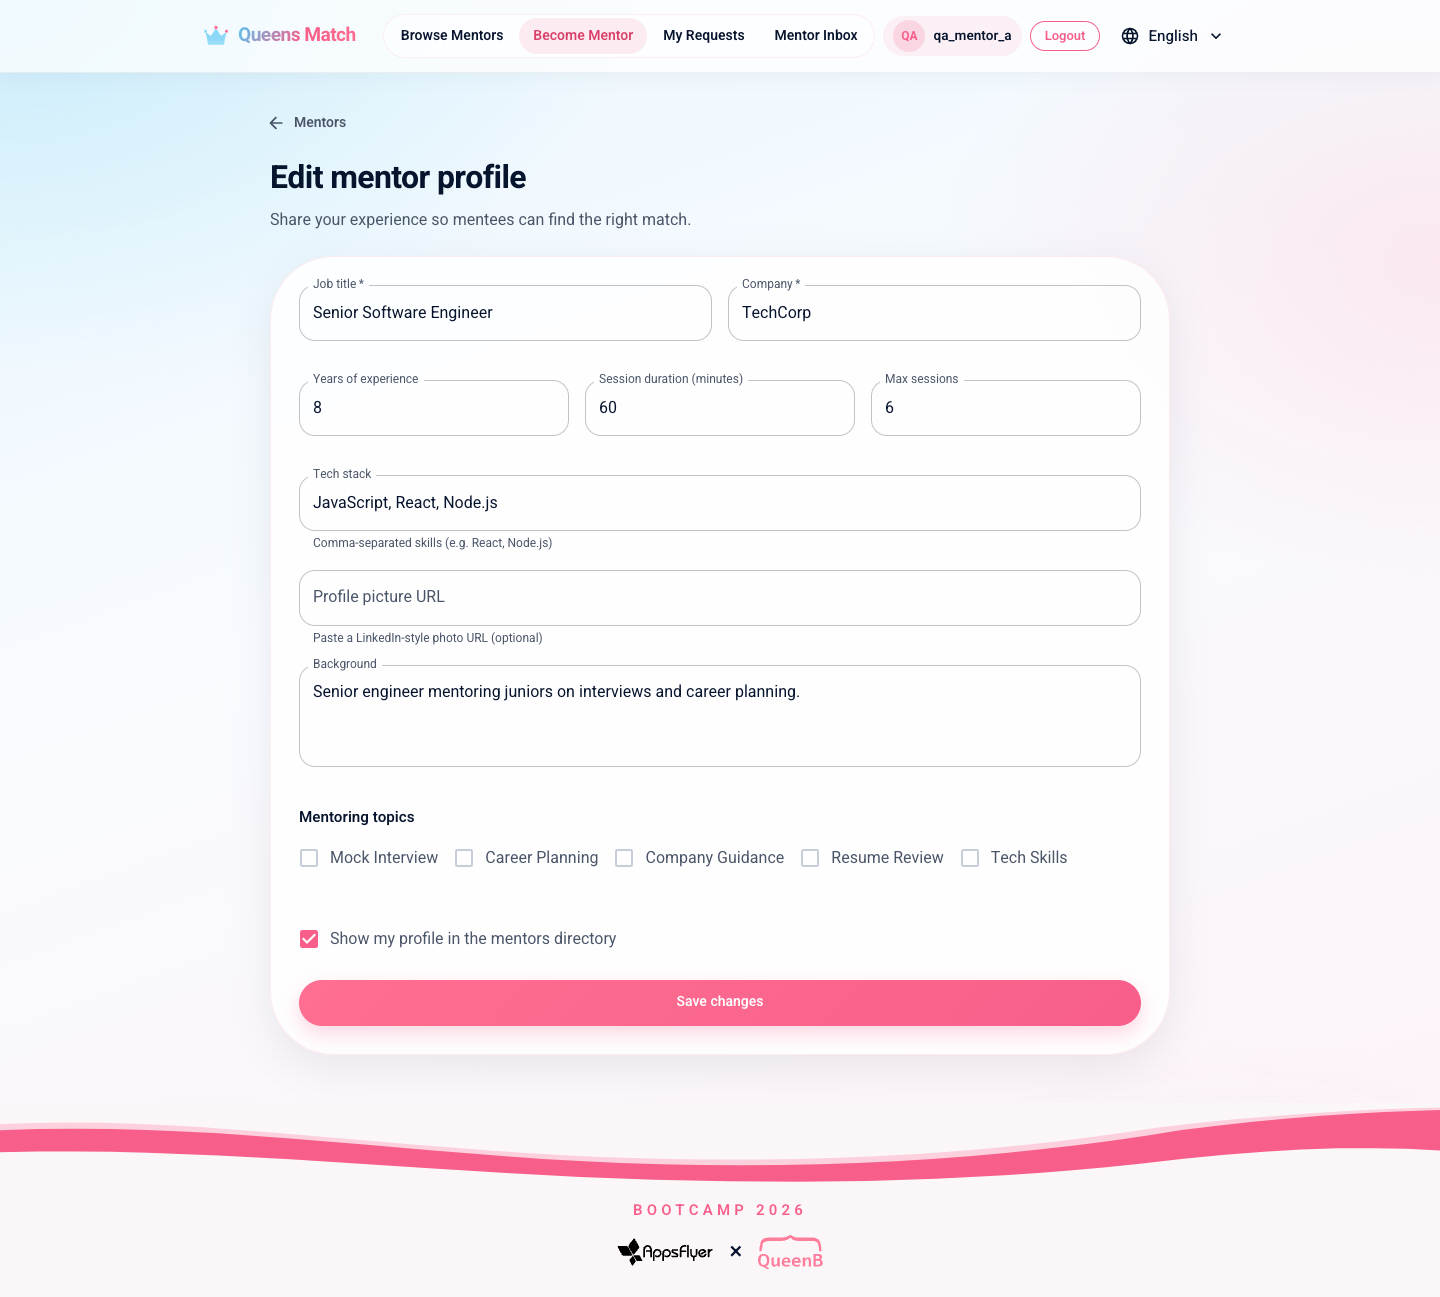 Queens Match
Browse Mentors
Become Mentor
My Requests
Mentor Inbox
QA
qa_mentor_a
Logout
English
Mentors
Edit mentor profile
Share your experience so mentees can find the right match.
Job title *
Senior Software Engineer
Company *
TechCorp
Years of experience
8
Session duration (minutes)
60
Max sessions
6
Tech stack
JavaScript, React, Node.js
Comma-separated skills (e.g. React, Node.js)
Profile picture URL
Paste a LinkedIn-style photo URL (optional)
Background
Senior engineer mentoring juniors on interviews and career planning.
Mentoring topics
Mock Interview
Career Planning
Company Guidance
Resume Review
Tech Skills
Show my profile in the mentors directory
Save changes
BOOTCAMP 2026
AppsFlyer × QueenB